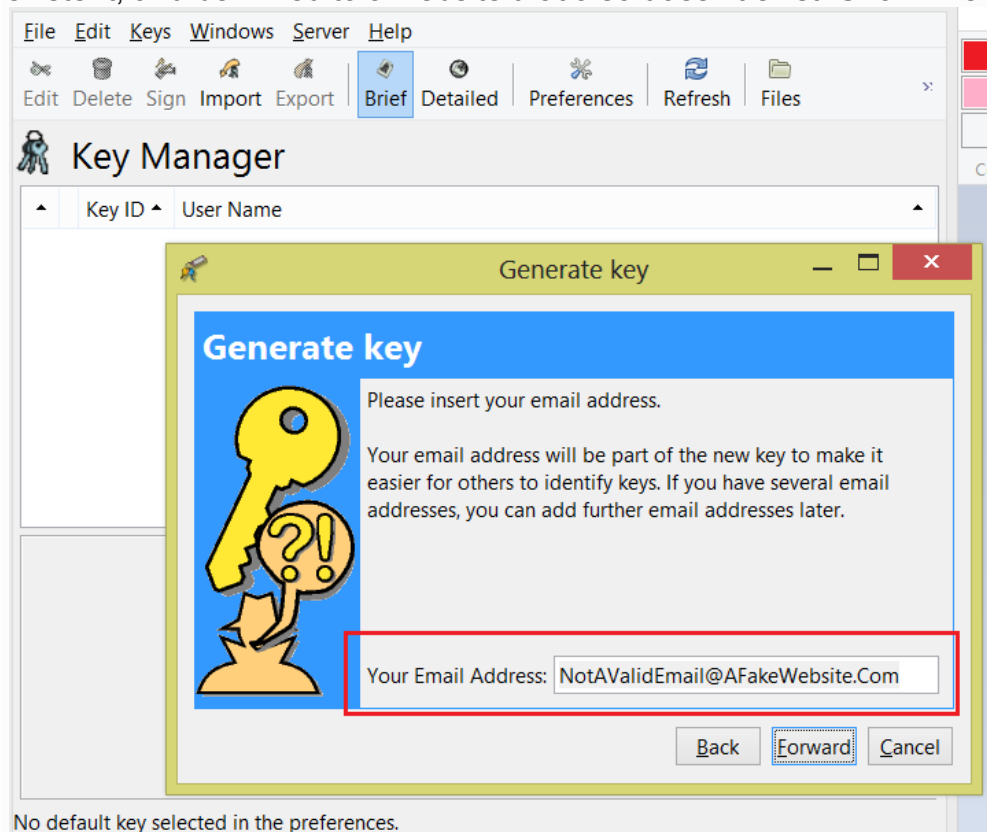 File Edit Keys Windows Server Help
Edit Delete Sign Import Export Brief Detailed Preferences Refresh Files
Key Manager
Key ID User Name
Generate key
Generate key
Please insert your email address.
Your email address will be part of the new key to make it
easier for others to identify keys. If you have several email
addresses, you can add further email addresses later.
?!
Your Email Address: NotAValidEmail@AFakeWebsite.Com
Back Forward Cancel
No default key selected in the preferences.